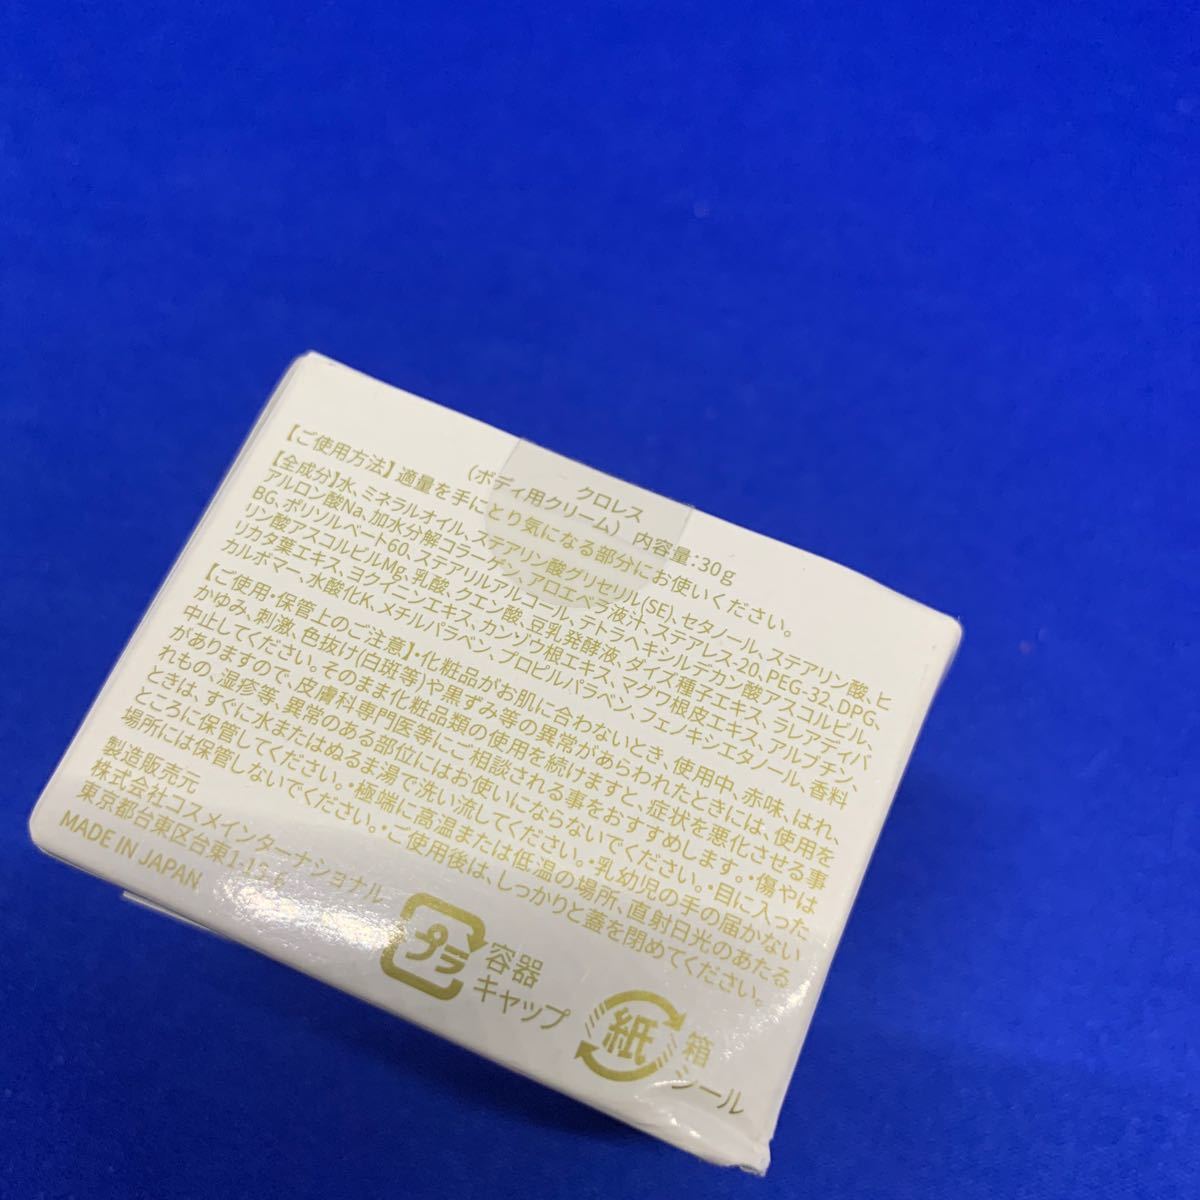 クロレス
(ボディ用クリーム) 内容量:30g
【ご使用方法】適量を手にとり気になる部分にお使いください。
【全成分】水、ミネラルオイル、ステアリン酸グリセリル(SE)、セタノール、ステアリン酸、ヒ
アルロン酸Na、加水分解コラーゲン、アロエベラ液汁、ステアレス-20、PEG-32、DPG、
BG、ポリソルベート60、ステアリルアルコール、テトラヘキシルデカン酸アスコルビル、
リン酸アスコルビルMg、乳酸、クエン酸、豆乳発酵液、ダイズ種子エキス、ラレアディバ
リカタ葉エキス、ヨクイニンエキス、カンゾウ根エキス、マグワ根皮エキス、アルブチン、
カルボマー、水酸化K、メチルパラベン、プロピルパラベン、フェノキシエタノール、香料
【ご使用・保管上のご注意】・化粧品がお肌に合わないとき、使用中、赤味、はれ、
かゆみ、刺激、色抜け(白斑等)や黒ずみ等の異常があらわれたときには、使用を
中止してください。そのまま化粧品類の使用を続けますと、症状を悪化させる事
がありますので、皮膚科専門医等にご相談される事をおすすめします。・傷やは
れもの、湿疹等、異常のある部位にはお使いにならないでください。・目に入った
ときは、すぐに水またはぬるま湯で洗い流してください。・乳幼児の手の届かない
ところに保管してください。・極端に高温または低温の場所、直射日光のあたる
場所には保管しないでください。・ご使用後は、しっかりと蓋を閉めてください。
製造販売元
株式会社コスメインターナショナル
東京都台東区台東1-15-
MADE IN JAPAN
プラ
容器
キャップ
紙
箱
シール